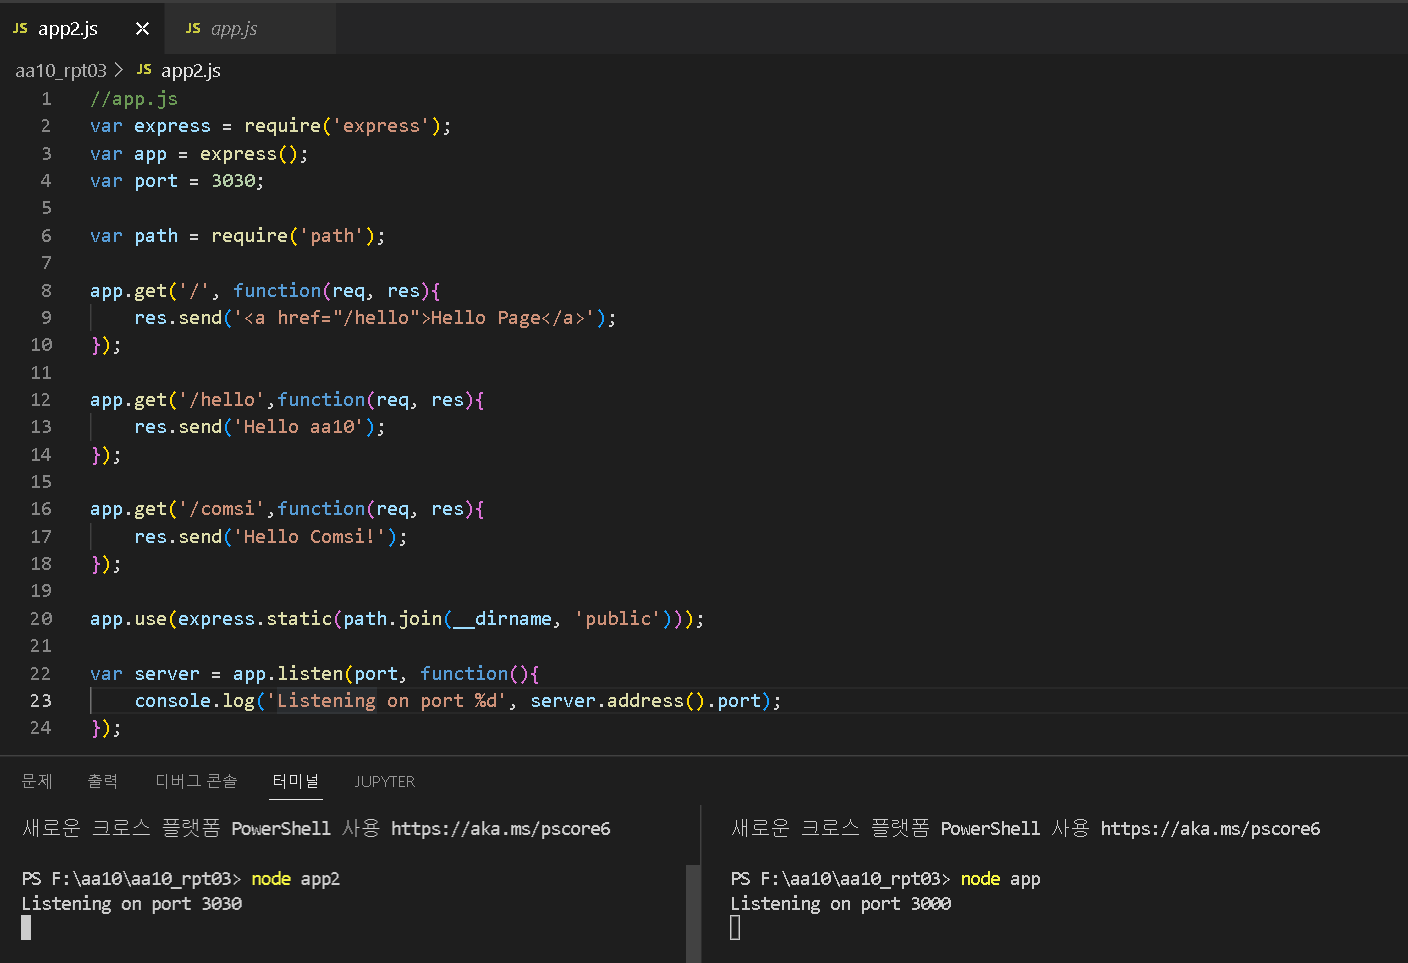 JS app2.js × JS app.js
aa10_rpt03 > JS app2.js
1 //app.js
2 var express = require('express');
3 var app = express();
4 var port = 3030;
5
6 var path = require('path');
7
8 app.get('/', function(req, res){
9     res.send('<a href="/hello">Hello Page</a>');
10 });
11
12 app.get('/hello',function(req, res){
13     res.send('Hello aa10');
14 });
15
16 app.get('/comsi',function(req, res){
17     res.send('Hello Comsi!');
18 });
19
20 app.use(express.static(path.join(__dirname, 'public')));
21
22 var server = app.listen(port, function(){
23     console.log('Listening on port %d', server.address().port);
24 });
문제 출력 디버그 콘솔 터미널 JUPYTER
새로운 크로스 플랫폼 PowerShell 사용 https://aka.ms/pscore6
PS F:\aa10\aa10_rpt03> node app2
Listening on port 3030
새로운 크로스 플랫폼 PowerShell 사용 https://aka.ms/pscore6
PS F:\aa10\aa10_rpt03> node app
Listening on port 3000